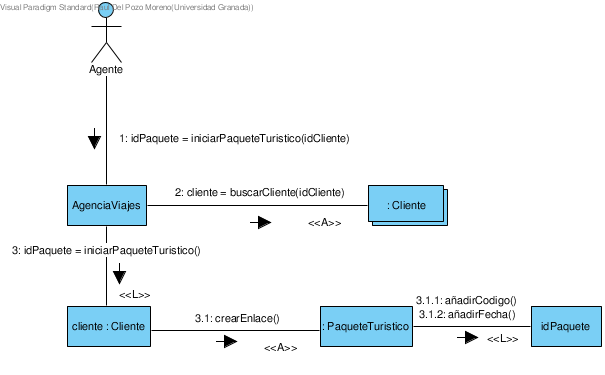 Visual Paradigm Standard(Raúl Del Pozo Moreno(Universidad Granada))
Agente
1: idPaquete = iniciarPaqueteTuristico(idCliente)
AgenciaViajes
2: cliente = buscarCliente(idCliente)
<<A>>
: Cliente
3: idPaquete = iniciarPaqueteTuristico()
<<L>>
cliente : Cliente
3.1: crearEnlace()
<<A>>
: PaqueteTuristico
3.1.1: añadirCodigo()
3.1.2: añadirFecha()
<<L>>
idPaquete